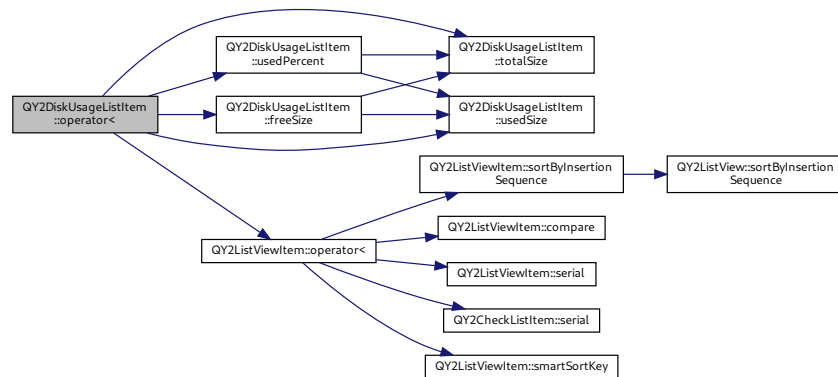 QY2DiskUsageListItem
::operator<
QY2DiskUsageListItem
::usedPercent
QY2DiskUsageListItem
::freeSize
QY2DiskUsageListItem
::totalSize
QY2DiskUsageListItem
::usedSize
QY2ListViewItem::operator<
QY2ListViewItem::sortByInsertion
Sequence
QY2ListView::sortByInsertion
Sequence
QY2ListViewItem::compare
QY2ListViewItem::serial
QY2CheckListItem::serial
QY2ListViewItem::smartSortKey